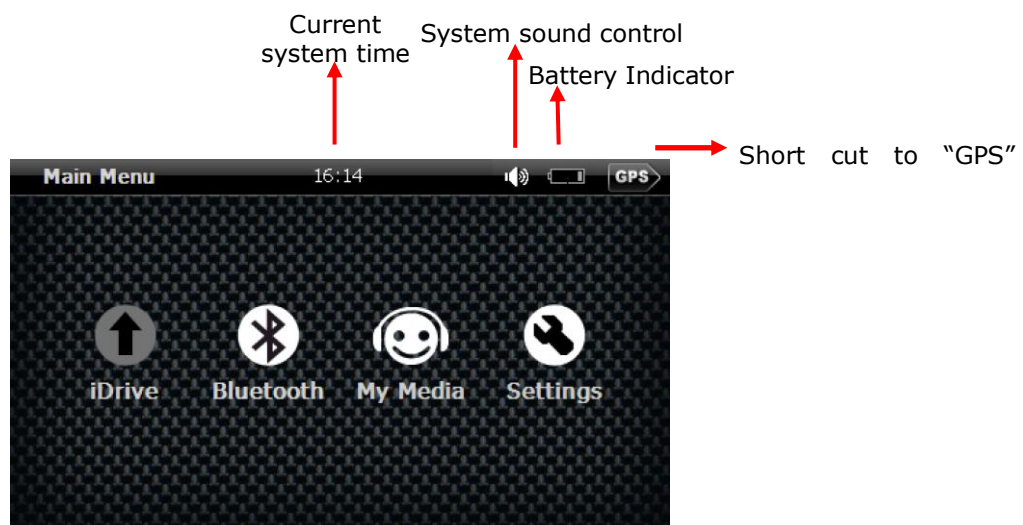 Current
system time
System sound control
Battery Indicator
Short cut to “GPS”
Main Menu
16:14
GPS
iDrive
Bluetooth
My Media
Settings